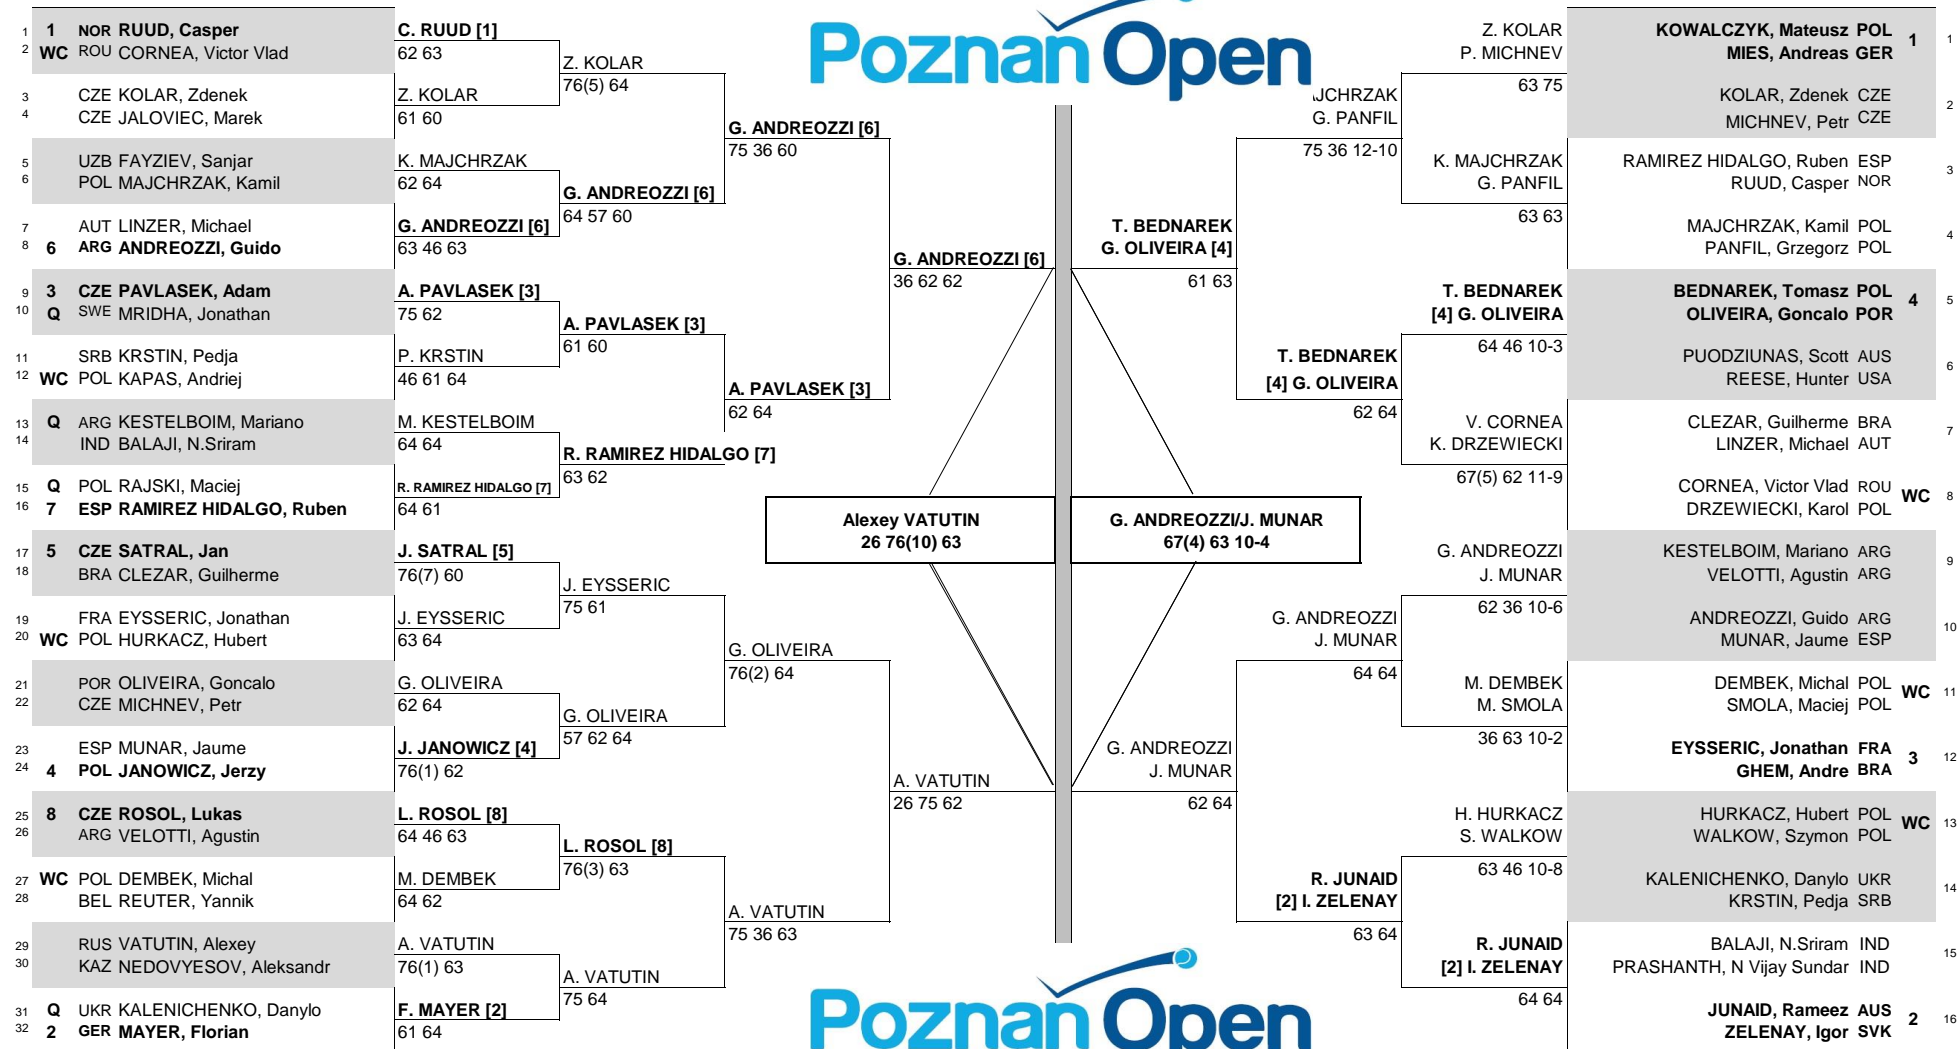 Poznań Open
1 1 NOR RUUD, Casper
2 WC ROU CORNEA, Victor Vlad
3 CZE KOLAR, Zdenek
4 CZE JALOVIEC, Marek
5 UZB FAYZIEV, Sanjar
6 POL MAJCHRZAK, Kamil
7 AUT LINZER, Michael
8 6 ARG ANDREOZZI, Guido
9 3 CZE PAVLASEK, Adam
10 Q SWE MRIDHA, Jonathan
11 SRB KRSTIN, Pedja
12 WC POL KAPAS, Andriej
13 Q ARG KESTELBOIM, Mariano
14 IND BALAJI, N.Sriram
15 Q POL RAJSKI, Maciej
16 7 ESP RAMIREZ HIDALGO, Ruben
17 5 CZE SATRAL, Jan
18 BRA CLEZAR, Guilherme
19 FRA EYSSERIC, Jonathan
20 WC POL HURKACZ, Hubert
21 POR OLIVEIRA, Goncalo
22 CZE MICHNEV, Petr
23 ESP MUNAR, Jaume
24 4 POL JANOWICZ, Jerzy
25 8 CZE ROSOL, Lukas
26 ARG VELOTTI, Agustin
27 WC POL DEMBEK, Michal
28 BEL REUTER, Yannik
29 RUS VATUTIN, Alexey
30 KAZ NEDOVYESOV, Aleksandr
31 Q UKR KALENICHENKO, Danylo
32 2 GER MAYER, Florian
C. RUUD [1]
62 63
Z. KOLAR
61 60
K. MAJCHRZAK
62 64
G. ANDREOZZI [6]
63 46 63
A. PAVLASEK [3]
75 62
P. KRSTIN
46 61 64
M. KESTELBOIM
64 64
R. RAMIREZ HIDALGO [7]
64 61
J. SATRAL [5]
76(7) 60
J. EYSSERIC
63 64
G. OLIVEIRA
62 64
J. JANOWICZ [4]
76(1) 62
L. ROSOL [8]
64 46 63
M. DEMBEK
64 62
A. VATUTIN
76(1) 63
F. MAYER [2]
61 64
Z. KOLAR
76(5) 64
G. ANDREOZZI [6]
64 57 60
A. PAVLASEK [3]
61 60
R. RAMIREZ HIDALGO [7]
63 62
J. EYSSERIC
75 61
G. OLIVEIRA
57 62 64
L. ROSOL [8]
76(3) 63
A. VATUTIN
75 64
G. ANDREOZZI [6]
75 36 60
A. PAVLASEK [3]
62 64
G. OLIVEIRA
76(2) 64
A. VATUTIN
75 36 63
G. ANDREOZZI [6]
36 62 62
A. VATUTIN
26 75 62
Alexey VATUTIN
26 76(10) 63
G. ANDREOZZI/J. MUNAR
67(4) 63 10-4
T. BEDNAREK
G. OLIVEIRA [4]
61 63
G. ANDREOZZI
J. MUNAR
62 64
JCHRZAK
G. PANFIL
75 36 12-10
T. BEDNAREK
[4] G. OLIVEIRA
62 64
G. ANDREOZZI
J. MUNAR
64 64
R. JUNAID
[2] I. ZELENAY
63 64
Z. KOLAR
P. MICHNEV
63 75
K. MAJCHRZAK
G. PANFIL
63 63
T. BEDNAREK
[4] G. OLIVEIRA
64 46 10-3
V. CORNEA
K. DRZEWIECKI
67(5) 62 11-9
G. ANDREOZZI
J. MUNAR
62 36 10-6
M. DEMBEK
M. SMOLA
36 63 10-2
H. HURKACZ
S. WALKOW
63 46 10-8
R. JUNAID
[2] I. ZELENAY
64 64
KOWALCZYK, Mateusz POL
MIES, Andreas GER
1 1
KOLAR, Zdenek CZE
MICHNEV, Petr CZE
2
RAMIREZ HIDALGO, Ruben ESP
RUUD, Casper NOR
3
MAJCHRZAK, Kamil POL
PANFIL, Grzegorz POL
4
BEDNAREK, Tomasz POL
OLIVEIRA, Goncalo POR
4 5
PUODZIUNAS, Scott AUS
REESE, Hunter USA
6
CLEZAR, Guilherme BRA
LINZER, Michael AUT
7
CORNEA, Victor Vlad ROU
DRZEWIECKI, Karol POL
WC 8
KESTELBOIM, Mariano ARG
VELOTTI, Agustin ARG
9
ANDREOZZI, Guido ARG
MUNAR, Jaume ESP
10
DEMBEK, Michal POL
SMOLA, Maciej POL
WC 11
EYSSERIC, Jonathan FRA
GHEM, Andre BRA
3 12
HURKACZ, Hubert POL
WALKOW, Szymon POL
WC 13
KALENICHENKO, Danylo UKR
KRSTIN, Pedja SRB
14
BALAJI, N.Sriram IND
PRASHANTH, N Vijay Sundar IND
15
JUNAID, Rameez AUS
ZELENAY, Igor SVK
2 16
Poznań Open